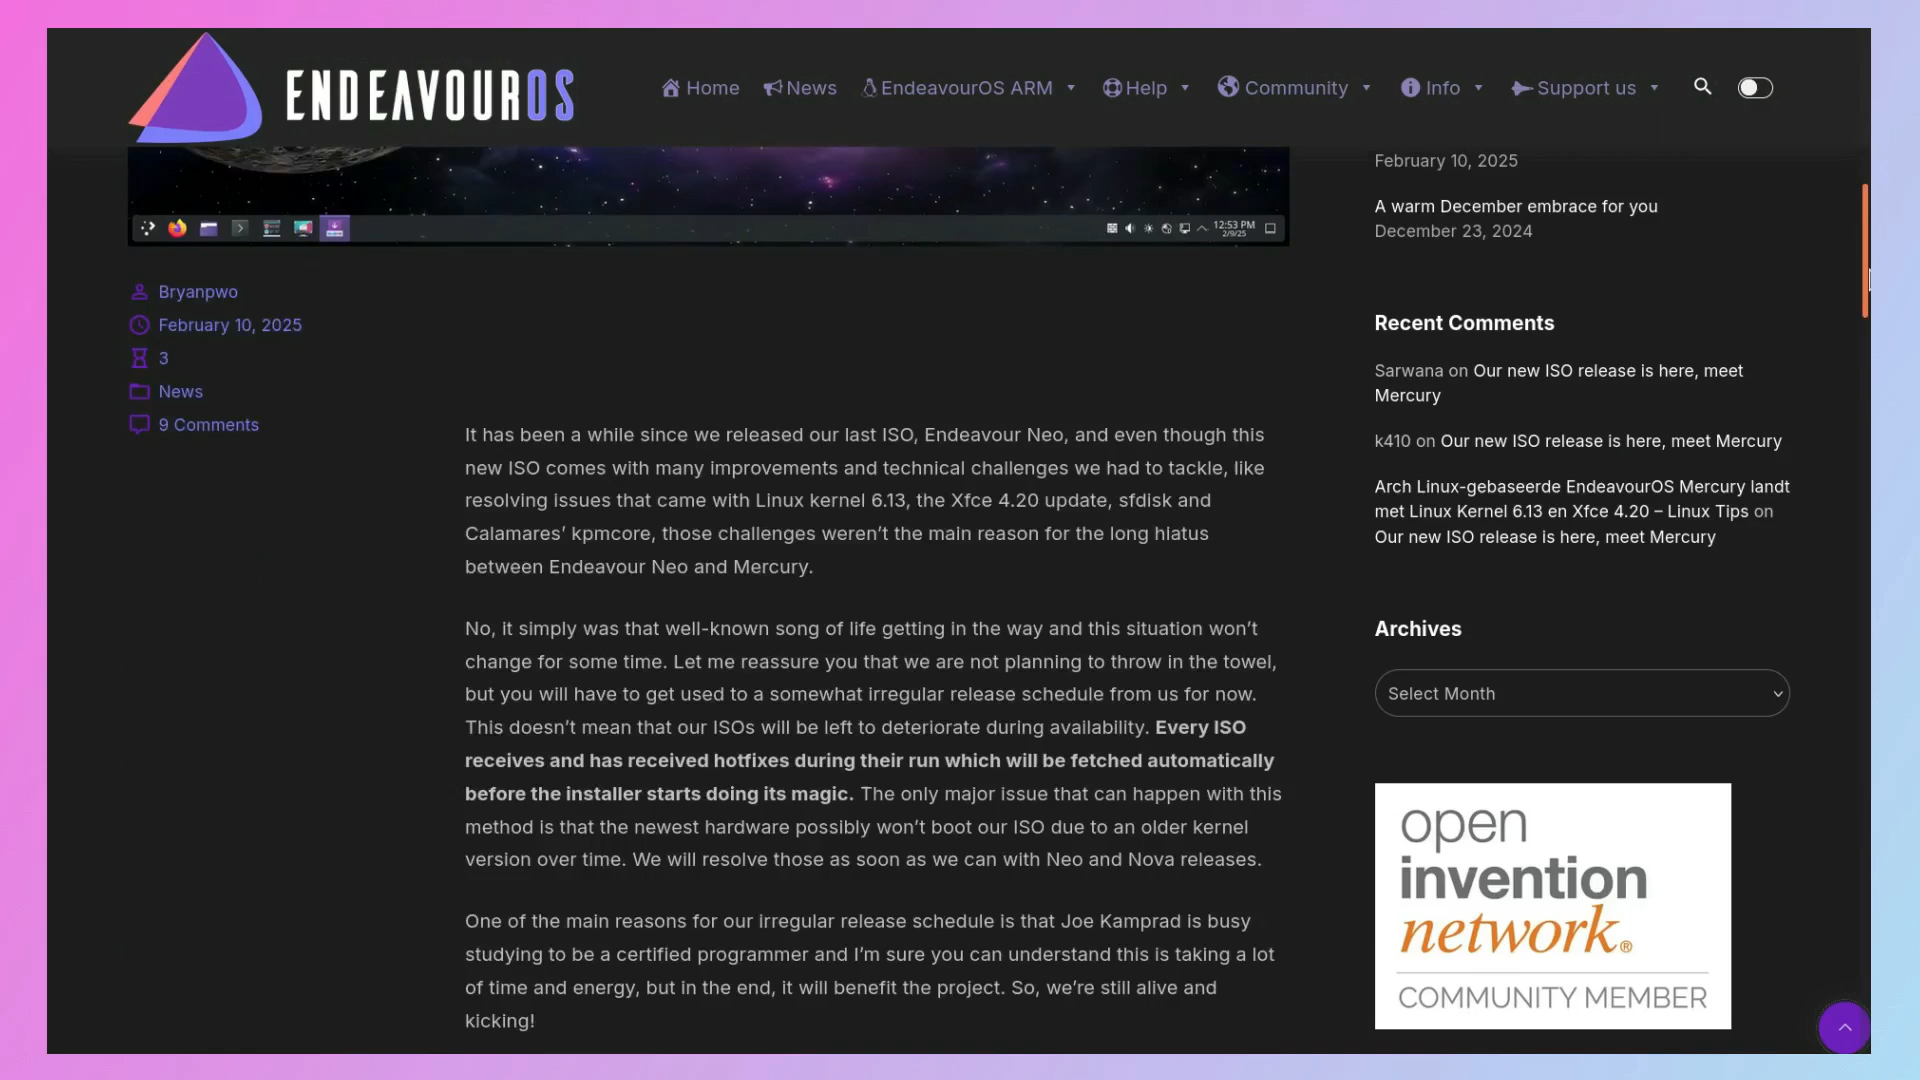 ENDEAVOUROS
Home
News
EndeavourOS ARM
Help
Community
Info
Support us
12:53 PM
2/9/25
Bryanpwo
February 10, 2025
3
News
9 Comments
It has been a while since we released our last ISO, Endeavour Neo, and even though this
new ISO comes with many improvements and technical challenges we had to tackle, like
resolving issues that came with Linux kernel 6.13, the Xfce 4.20 update, sfdisk and
Calamares’ kpmcore, those challenges weren’t the main reason for the long hiatus
between Endeavour Neo and Mercury.
No, it simply was that well-known song of life getting in the way and this situation won’t
change for some time. Let me reassure you that we are not planning to throw in the towel,
but you will have to get used to a somewhat irregular release schedule from us for now.
This doesn’t mean that our ISOs will be left to deteriorate during availability. Every ISO
receives and has received hotfixes during their run which will be fetched automatically
before the installer starts doing its magic. The only major issue that can happen with this
method is that the newest hardware possibly won’t boot our ISO due to an older kernel
version over time. We will resolve those as soon as we can with Neo and Nova releases.
One of the main reasons for our irregular release schedule is that Joe Kamprad is busy
studying to be a certified programmer and I’m sure you can understand this is taking a lot
of time and energy, but in the end, it will benefit the project. So, we’re still alive and
kicking!
February 10, 2025
A warm December embrace for you
December 23, 2024
Recent Comments
Sarwana on Our new ISO release is here, meet
Mercury
k410 on Our new ISO release is here, meet Mercury
Arch Linux-gebaseerde EndeavourOS Mercury landt
met Linux Kernel 6.13 en Xfce 4.20 – Linux Tips on
Our new ISO release is here, meet Mercury
Archives
Select Month
open
invention
network®
COMMUNITY MEMBER